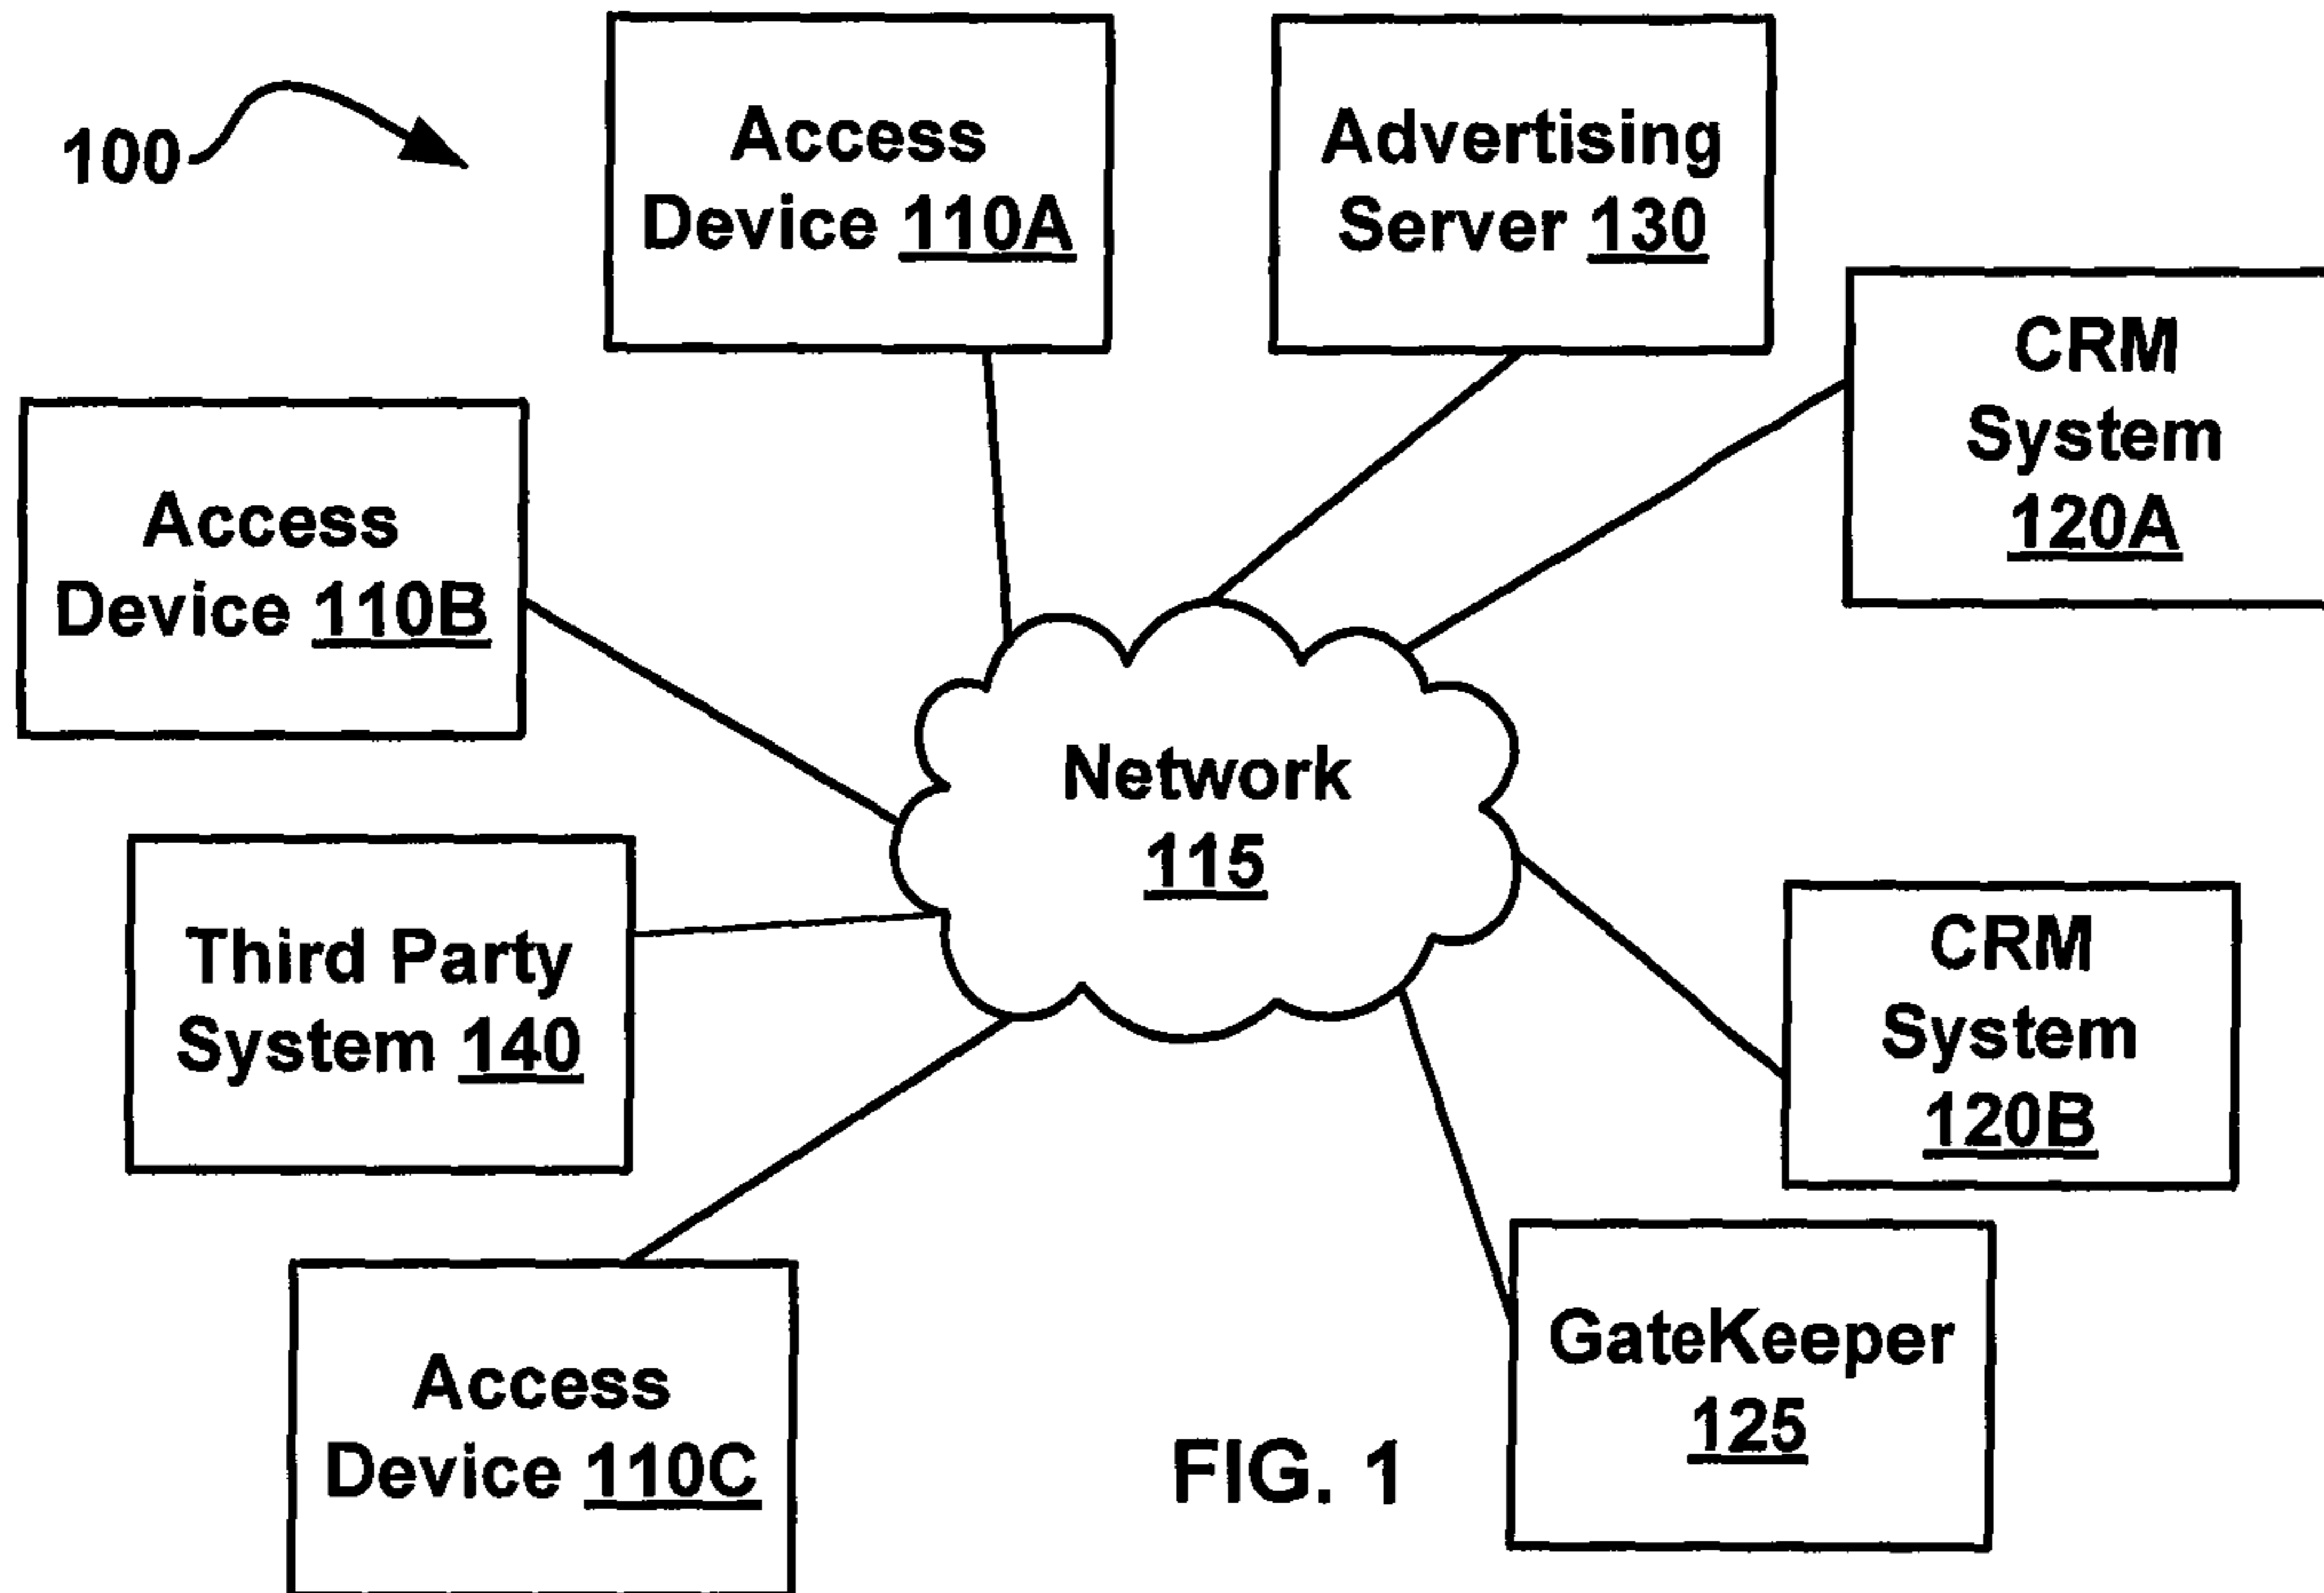 100
Access
Device 110A
Advertising
Server 130
CRM
System
120A
Access
Device 110B
Network
115
Third Party
System 140
CRM
System
120B
Access
Device 110C
GateKeeper
125
FIG. 1